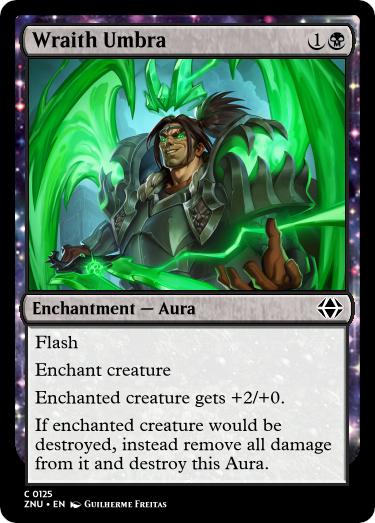 Wraith Umbra 1
Enchantment — Aura
Flash
Enchant creature
Enchanted creature gets +2/+0.
If enchanted creature would be
destroyed, instead remove all damage
from it and destroy this Aura.
C 0125
ZNU • EN Guilherme Freitas